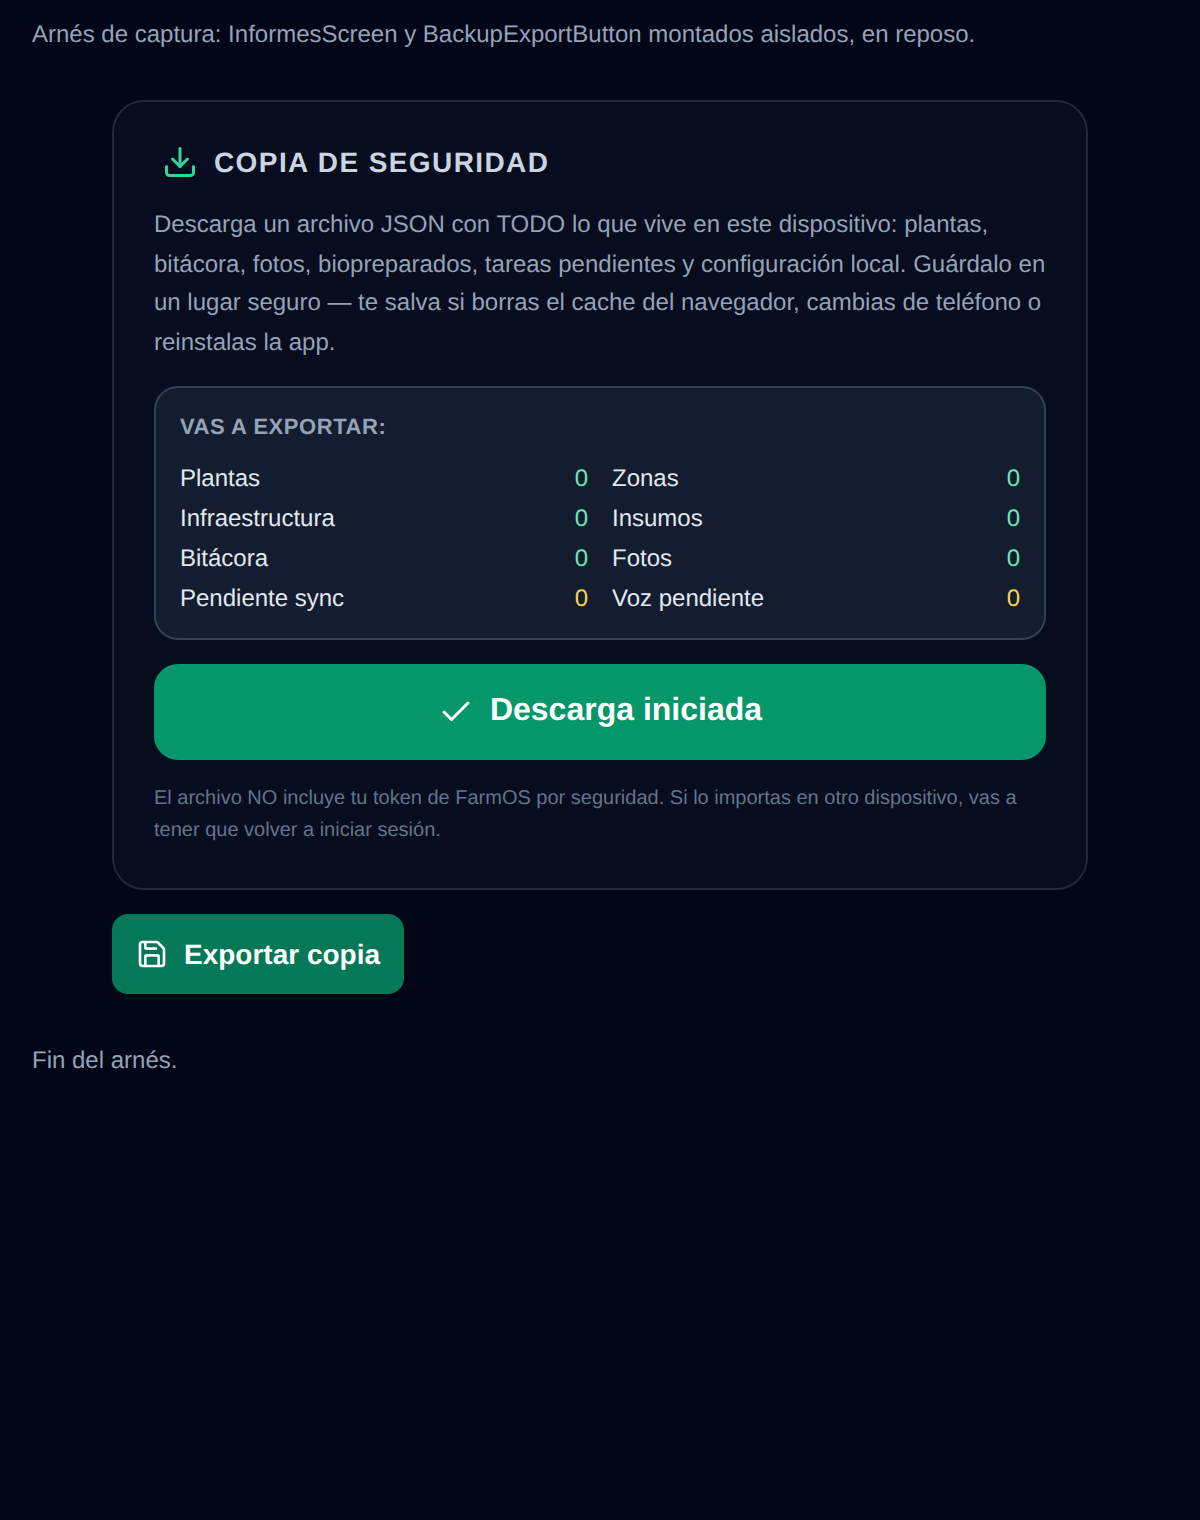 Arnés de captura: InformesScreen y BackupExportButton montados aislados, en reposo.
COPIA DE SEGURIDAD
Descarga un archivo JSON con TODO lo que vive en este dispositivo: plantas,
bitácora, fotos, biopreparados, tareas pendientes y configuración local. Guárdalo en
un lugar seguro — te salva si borras el cache del navegador, cambias de teléfono o
reinstalas la app.
VAS A EXPORTAR:
Plantas 0 Zonas 0
Infraestructura 0 Insumos 0
Bitácora 0 Fotos 0
Pendiente sync 0 Voz pendiente 0
Descarga iniciada
El archivo NO incluye tu token de FarmOS por seguridad. Si lo importas en otro dispositivo, vas a
tener que volver a iniciar sesión.
Exportar copia
Fin del arnés.